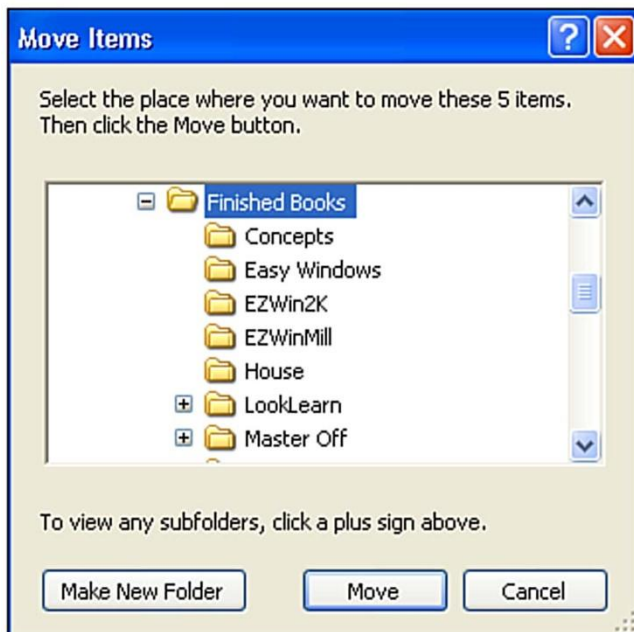 Move Items
Select the place where you want to move these 5 items.
Then click the Move button.
Finished Books
Concepts
Easy Windows
EZWin2K
EZWinMill
House
LookLearn
Master Off
To view any subfolders, click a plus sign above.
Make New Folder
Move
Cancel